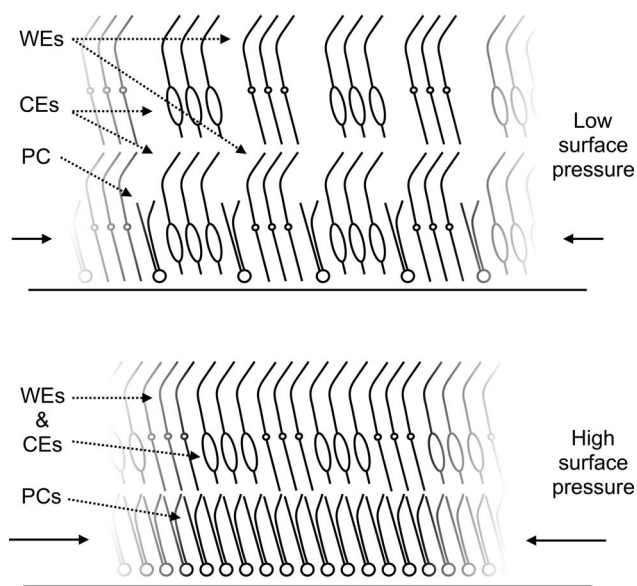 WEs
CEs
PC
Low
surface
pressure
WEs
&
CEs
PCs
High
surface
pressure